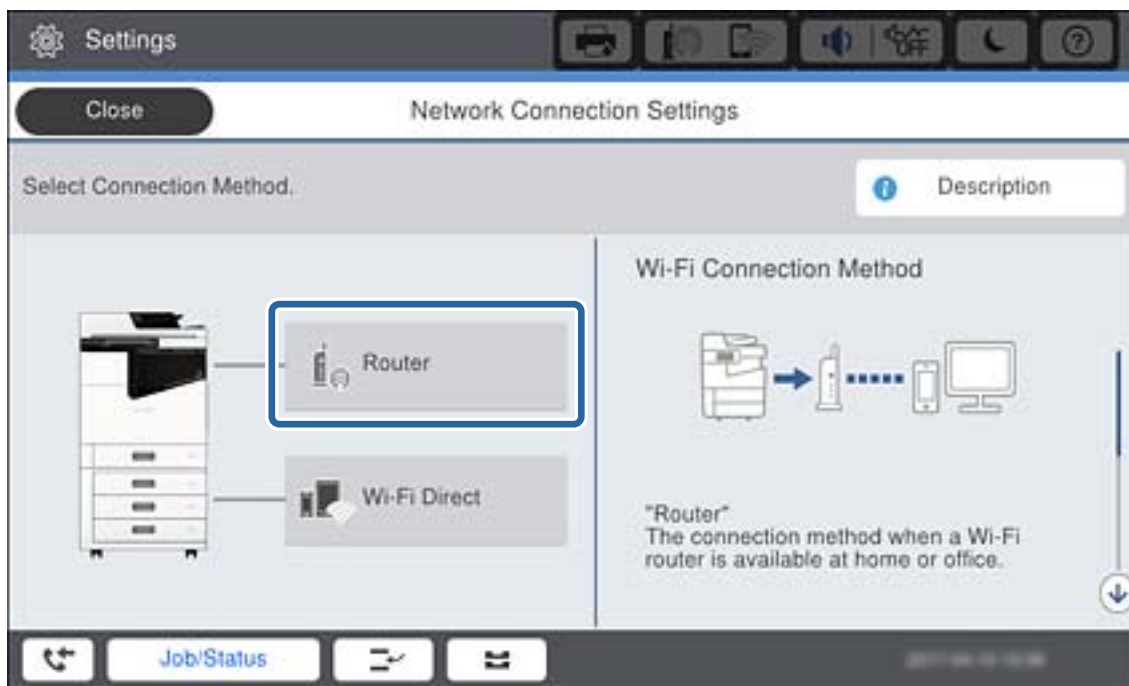 Settings
OFF
Close
Network Connection Settings
Select Connection Method.
Description
Router
Wi-Fi Direct
Wi-Fi Connection Method
"Router"
The connection method when a Wi-Fi
router is available at home or office.
Job/Status